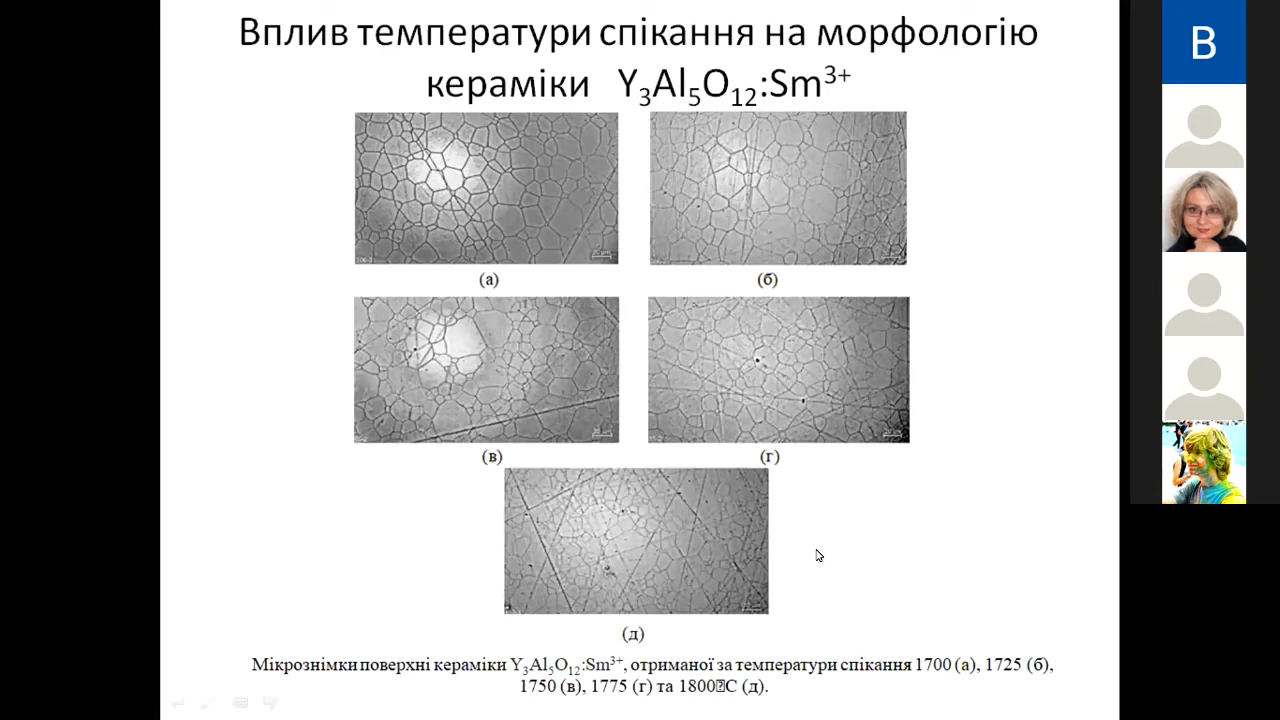 Вплив температури спікання на морфологію
кераміки Y₃Al₅O₁₂:Sm³⁺
B
(а)
(б)
(в)
(г)
(д)
Мікрознімки поверхні кераміки Y₃Al₅O₁₂:Sm³⁺, отриманої за температури спікання 1700 (а), 1725 (б),
1750 (в), 1775 (г) та 1800�С (д).